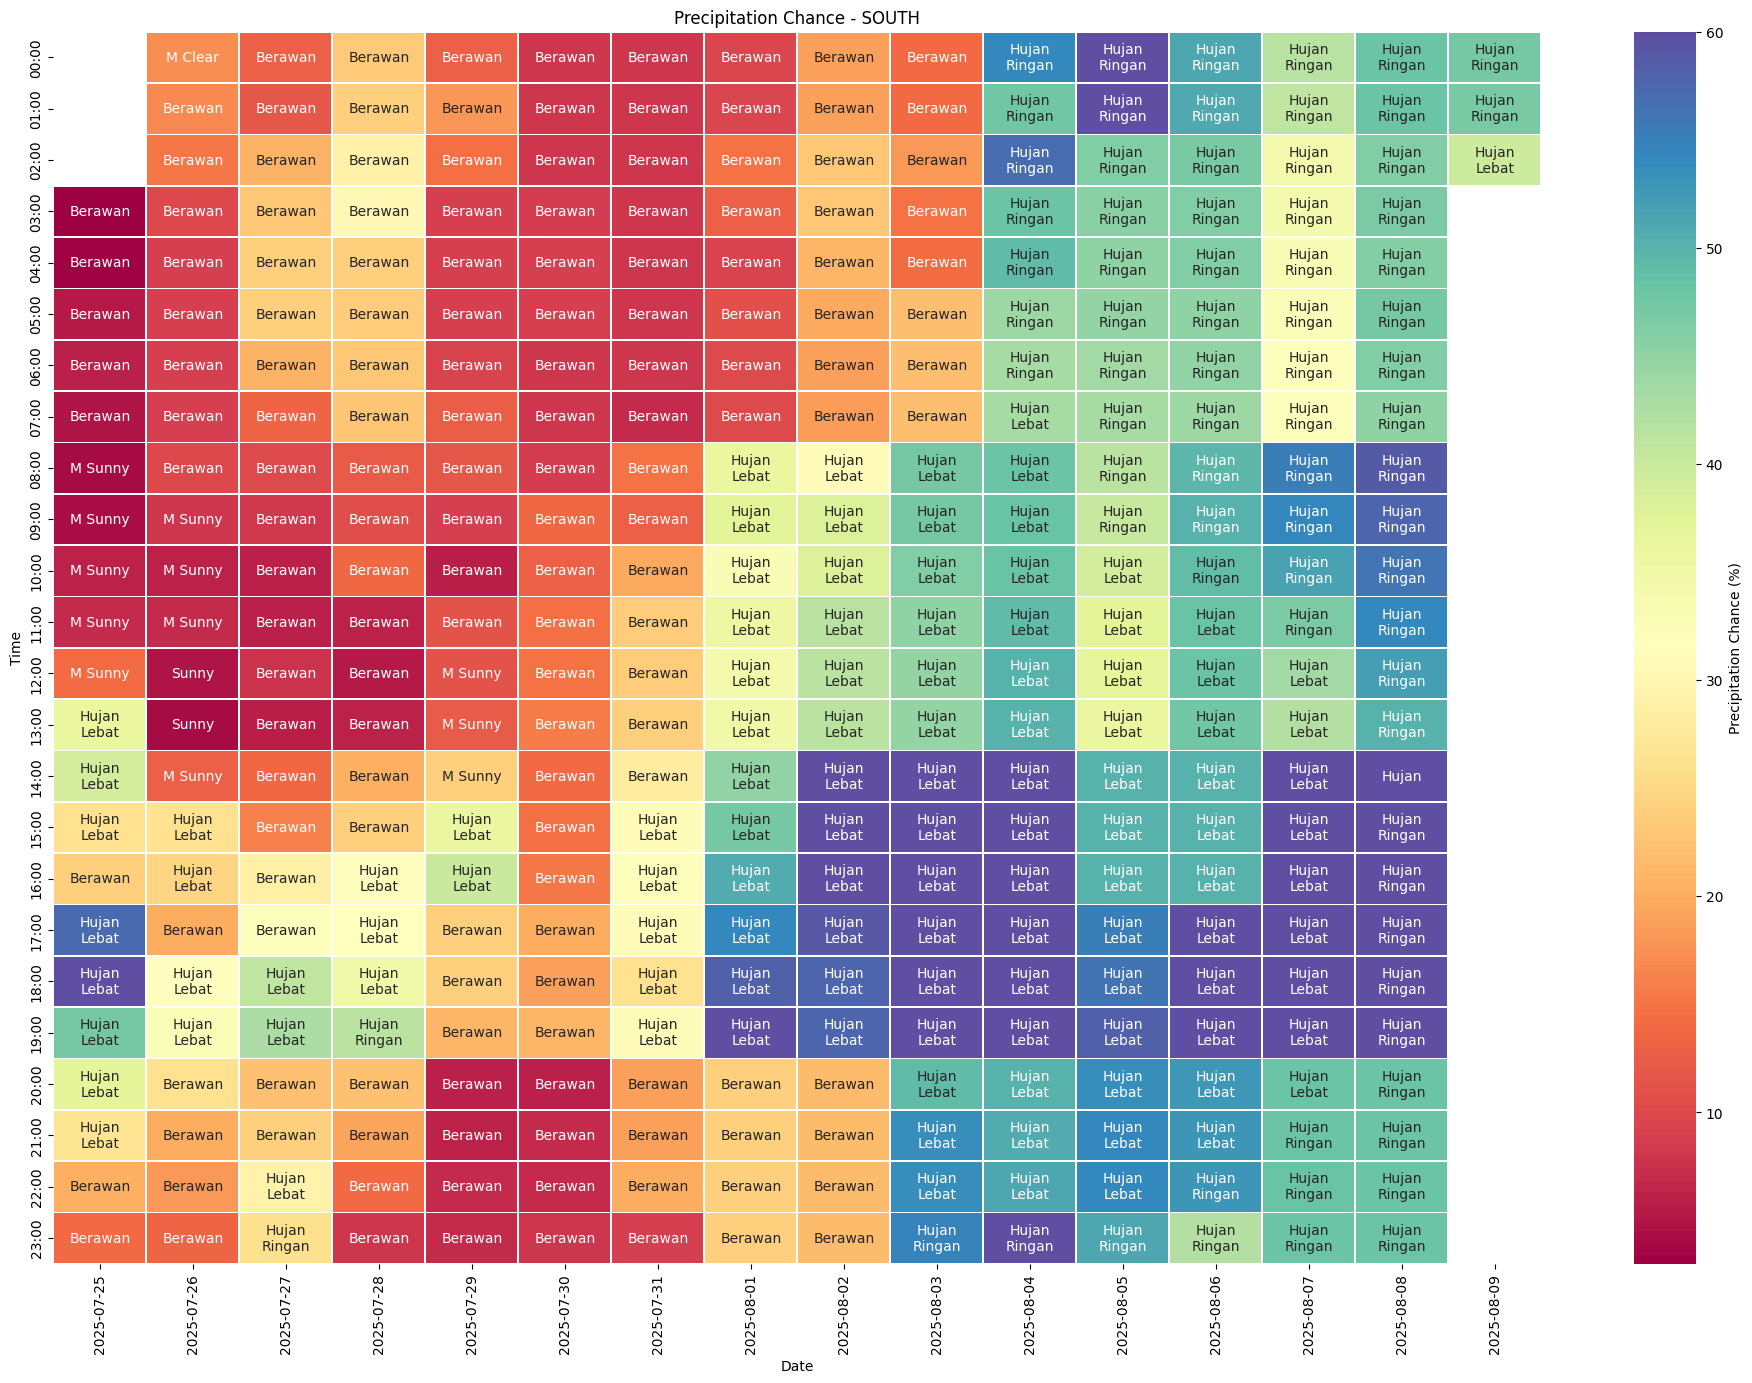 Precipitation Chance - SOUTH
00:00 M Clear Berawan Berawan Berawan Berawan Berawan Berawan Berawan Berawan Hujan Ringan Hujan Ringan Hujan Ringan Hujan Ringan Hujan Ringan Hujan Ringan
01:00 Berawan Berawan Berawan Berawan Berawan Berawan Berawan Berawan Berawan Hujan Ringan Hujan Ringan Hujan Ringan Hujan Ringan Hujan Ringan Hujan Ringan
02:00 Berawan Berawan Berawan Berawan Berawan Berawan Berawan Berawan Berawan Hujan Ringan Hujan Ringan Hujan Ringan Hujan Ringan Hujan Ringan Hujan Lebat
03:00 Berawan Berawan Berawan Berawan Berawan Berawan Berawan Berawan Berawan Berawan Hujan Ringan Hujan Ringan Hujan Ringan Hujan Ringan Hujan Ringan
04:00 Berawan Berawan Berawan Berawan Berawan Berawan Berawan Berawan Berawan Berawan Hujan Ringan Hujan Ringan Hujan Ringan Hujan Ringan Hujan Ringan
05:00 Berawan Berawan Berawan Berawan Berawan Berawan Berawan Berawan Berawan Berawan Hujan Ringan Hujan Ringan Hujan Ringan Hujan Ringan Hujan Ringan
06:00 Berawan Berawan Berawan Berawan Berawan Berawan Berawan Berawan Berawan Berawan Hujan Ringan Hujan Ringan Hujan Ringan Hujan Ringan Hujan Ringan
07:00 Berawan Berawan Berawan Berawan Berawan Berawan Berawan Berawan Berawan Berawan Hujan Lebat Hujan Ringan Hujan Ringan Hujan Ringan Hujan Ringan
08:00 M Sunny Berawan Berawan Berawan Berawan Berawan Berawan Hujan Lebat Hujan Lebat Hujan Lebat Hujan Lebat Hujan Ringan Hujan Ringan Hujan Ringan Hujan Ringan
09:00 M Sunny M Sunny Berawan Berawan Berawan Berawan Berawan Hujan Lebat Hujan Lebat Hujan Lebat Hujan Lebat Hujan Ringan Hujan Ringan Hujan Ringan Hujan Ringan
10:00 M Sunny M Sunny Berawan Berawan Berawan Berawan Berawan Hujan Lebat Hujan Lebat Hujan Lebat Hujan Lebat Hujan Lebat Hujan Ringan Hujan Ringan Hujan Ringan
11:00 M Sunny M Sunny Berawan Berawan Berawan Berawan Berawan Hujan Lebat Hujan Lebat Hujan Lebat Hujan Lebat Hujan Lebat Hujan Lebat Hujan Ringan Hujan Ringan
12:00 M Sunny Sunny Berawan Berawan M Sunny Berawan Berawan Hujan Lebat Hujan Lebat Hujan Lebat Hujan Lebat Hujan Lebat Hujan Lebat Hujan Lebat Hujan Ringan
13:00 Hujan Lebat Sunny Berawan Berawan M Sunny Berawan Berawan Hujan Lebat Hujan Lebat Hujan Lebat Hujan Lebat Hujan Lebat Hujan Lebat Hujan Lebat Hujan Ringan
14:00 Hujan Lebat M Sunny Berawan Berawan M Sunny Berawan Berawan Hujan Lebat Hujan Lebat Hujan Lebat Hujan Lebat Hujan Lebat Hujan Lebat Hujan Lebat Hujan
15:00 Hujan Lebat Hujan Lebat Berawan Berawan Hujan Lebat Berawan Hujan Lebat Hujan Lebat Hujan Lebat Hujan Lebat Hujan Lebat Hujan Lebat Hujan Lebat Hujan Lebat Hujan Ringan
16:00 Berawan Hujan Lebat Berawan Hujan Lebat Hujan Lebat Berawan Hujan Lebat Hujan Lebat Hujan Lebat Hujan Lebat Hujan Lebat Hujan Lebat Hujan Lebat Hujan Lebat Hujan Ringan
17:00 Hujan Lebat Berawan Berawan Hujan Lebat Berawan Berawan Hujan Lebat Hujan Lebat Hujan Lebat Hujan Lebat Hujan Lebat Hujan Lebat Hujan Lebat Hujan Lebat Hujan Ringan
18:00 Hujan Lebat Hujan Lebat Hujan Lebat Hujan Lebat Berawan Berawan Hujan Lebat Hujan Lebat Hujan Lebat Hujan Lebat Hujan Lebat Hujan Lebat Hujan Lebat Hujan Lebat Hujan Ringan
19:00 Hujan Lebat Hujan Lebat Hujan Lebat Hujan Ringan Berawan Berawan Hujan Lebat Hujan Lebat Hujan Lebat Hujan Lebat Hujan Lebat Hujan Lebat Hujan Lebat Hujan Lebat Hujan Ringan
20:00 Hujan Lebat Berawan Berawan Berawan Berawan Berawan Berawan Berawan Berawan Hujan Lebat Hujan Lebat Hujan Lebat Hujan Lebat Hujan Lebat Hujan Ringan
21:00 Hujan Lebat Berawan Berawan Berawan Berawan Berawan Berawan Berawan Berawan Hujan Lebat Hujan Lebat Hujan Lebat Hujan Lebat Hujan Ringan Hujan Ringan
22:00 Berawan Berawan Hujan Lebat Berawan Berawan Berawan Berawan Berawan Berawan Hujan Lebat Hujan Lebat Hujan Lebat Hujan Ringan Hujan Ringan Hujan Ringan
23:00 Berawan Berawan Hujan Ringan Berawan Berawan Berawan Berawan Berawan Berawan Hujan Ringan Hujan Ringan Hujan Ringan Hujan Ringan Hujan Ringan Hujan Ringan
Time
2025-07-25 2025-07-26 2025-07-27 2025-07-28 2025-07-29 2025-07-30 2025-07-31 2025-08-01 2025-08-02 2025-08-03 2025-08-04 2025-08-05 2025-08-06 2025-08-07 2025-08-08 2025-08-09
Date
60
50
40
30
20
10
Precipitation Chance (%)